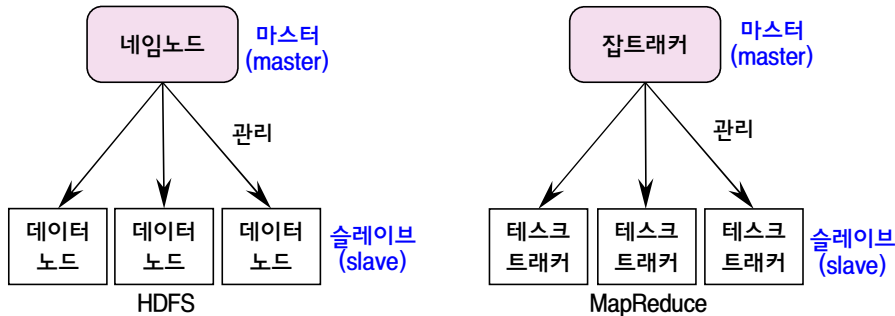 네임노드
마스터
(master)
관리
데이터
노드
데이터
노드
데이터
노드
슬레이브
(slave)
HDFS
잡트래커
마스터
(master)
관리
테스크
트래커
테스크
트래커
테스크
트래커
슬레이브
(slave)
MapReduce